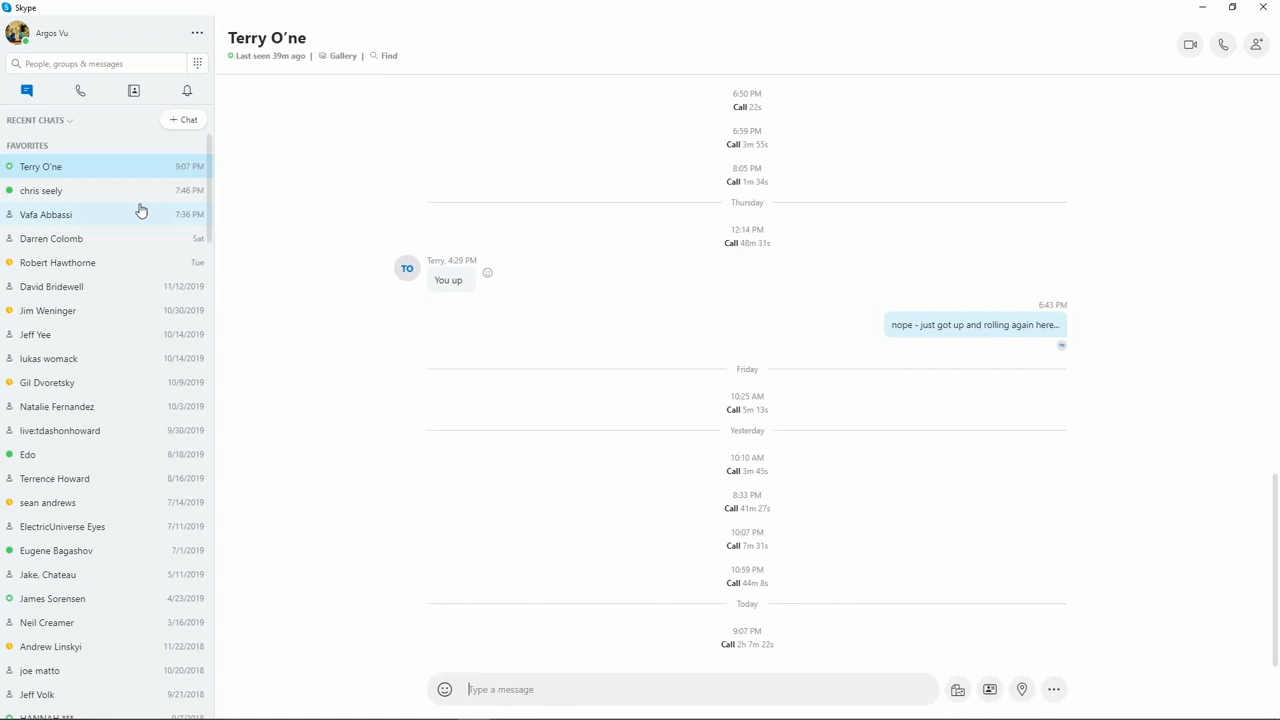 Skype
Argos Vu
People, groups & messages
RECENT CHATS
Chat
FAVORITES
Terry O'ne 9:07 PM
chris seely 7:46 PM
Vafa Abbassi 7:36 PM
Darren Colomb Sat
Robert Hawthorne Tue
David Bridewell 11/12/2019
Jim Weninger 10/30/2019
Jeff Yee 10/14/2019
lukas womack 10/14/2019
Gil Dvoretsky 10/9/2019
Natalie Fernandez 10/3/2019
livetdashonhoward 9/30/2019
Edo 8/18/2019
Terrence Howard 8/16/2019
sean andrews 7/14/2019
ElectricUniverse Eyes 7/11/2019
Eugene Bagashov 7/1/2019
Jake, Chateau 5/11/2019
James Sorensen 4/23/2019
Neil Creamer 3/16/2019
Andrew Linskyi 11/22/2018
joe matto 10/20/2018
Jeff Volk 9/21/2018
HANNAH *** 9/7/2018
Terry O'ne
Last seen 39m ago | Gallery | Find
6:50 PM
Call 22s
6:59 PM
Call 3m 55s
8:05 PM
Call 1m 34s
Thursday
12:14 PM
Call 48m 31s
Terry, 4:29 PM
TO
You up
6:43 PM
nope - just got up and rolling again here...
TO
Friday
10:25 AM
Call 5m 13s
Yesterday
10:10 AM
Call 3m 45s
8:33 PM
Call 41m 27s
10:07 PM
Call 7m 31s
10:59 PM
Call 44m 8s
Today
9:07 PM
Call 2h 7m 22s
Type a message